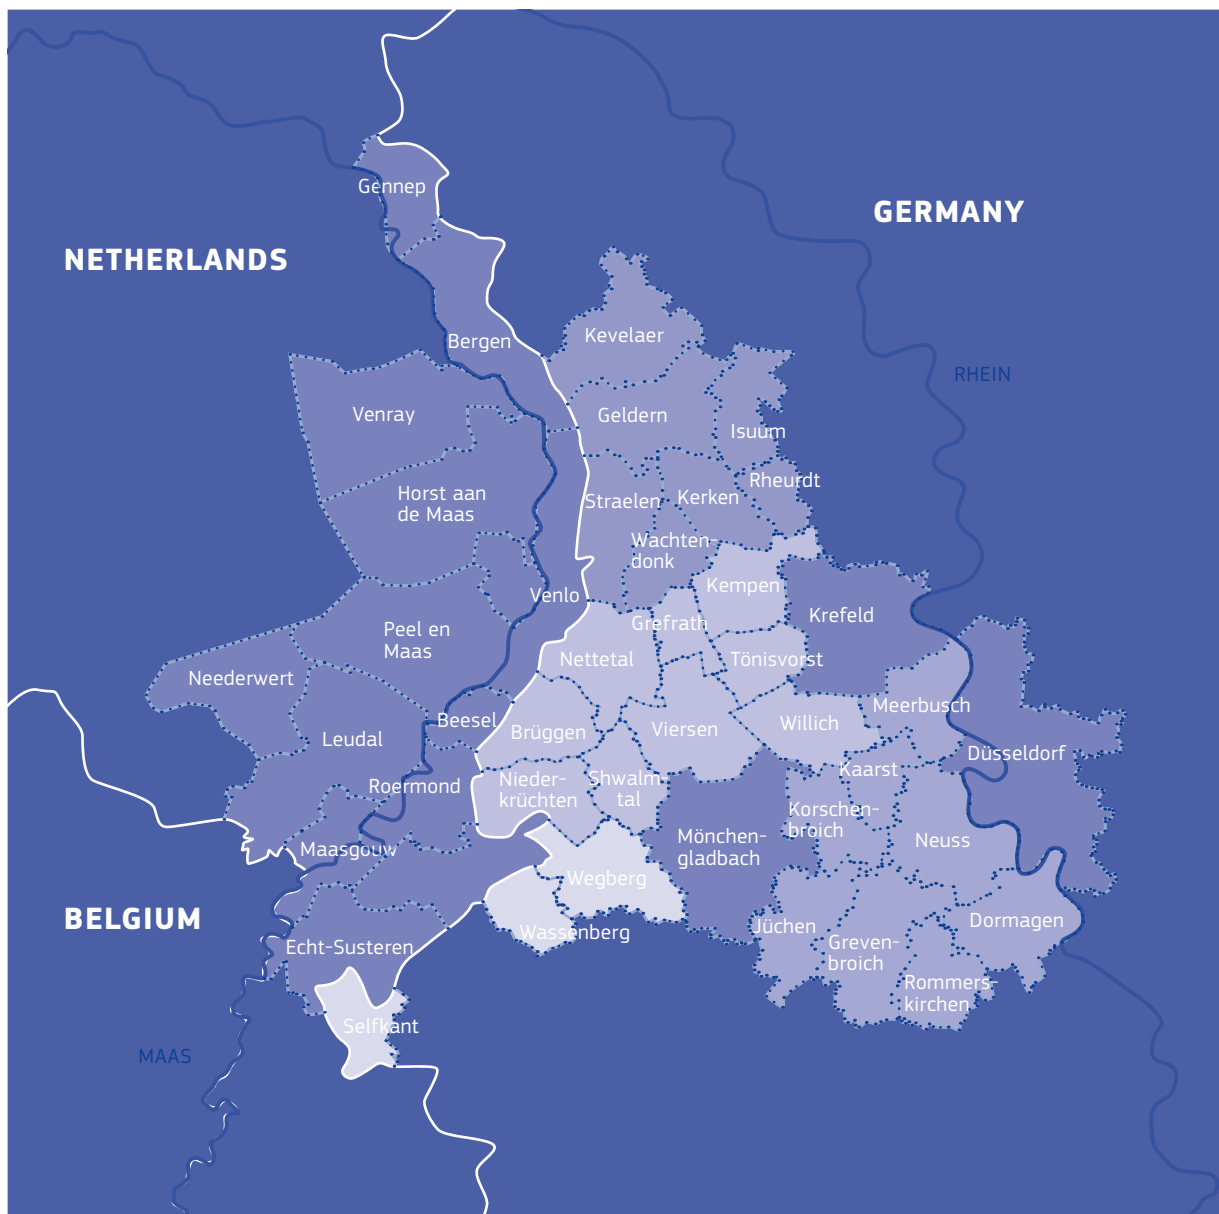 Gennep
GERMANY
NETHERLANDS
Kevelaer
Bergen
RHEIN
Venray
Geldern
Isuum
Rheurdt
Horst aan
de Maas
Straelen
Kerken
Wachten-
donk
Kempen
Venlo
Krefeld
Grefrath
Peel en
Maas
Nettetal
Tönisvorst
Neederwert
Meerbusch
Beesel
Brüggen
Viersen
Willich
Leudal
Düsseldorf
Kaarst
Roermond
Nieder-
krüchten
Shwalm-
tal
Korschen-
broich
Maasgouw
Mönchen-
gladbach
Neuss
Wegberg
BELGIUM
Wassenberg
Jüchen
Dormagen
Echt-Susteren
Greven-
broich
Rommers-
kirchen
Selfkant
MAAS